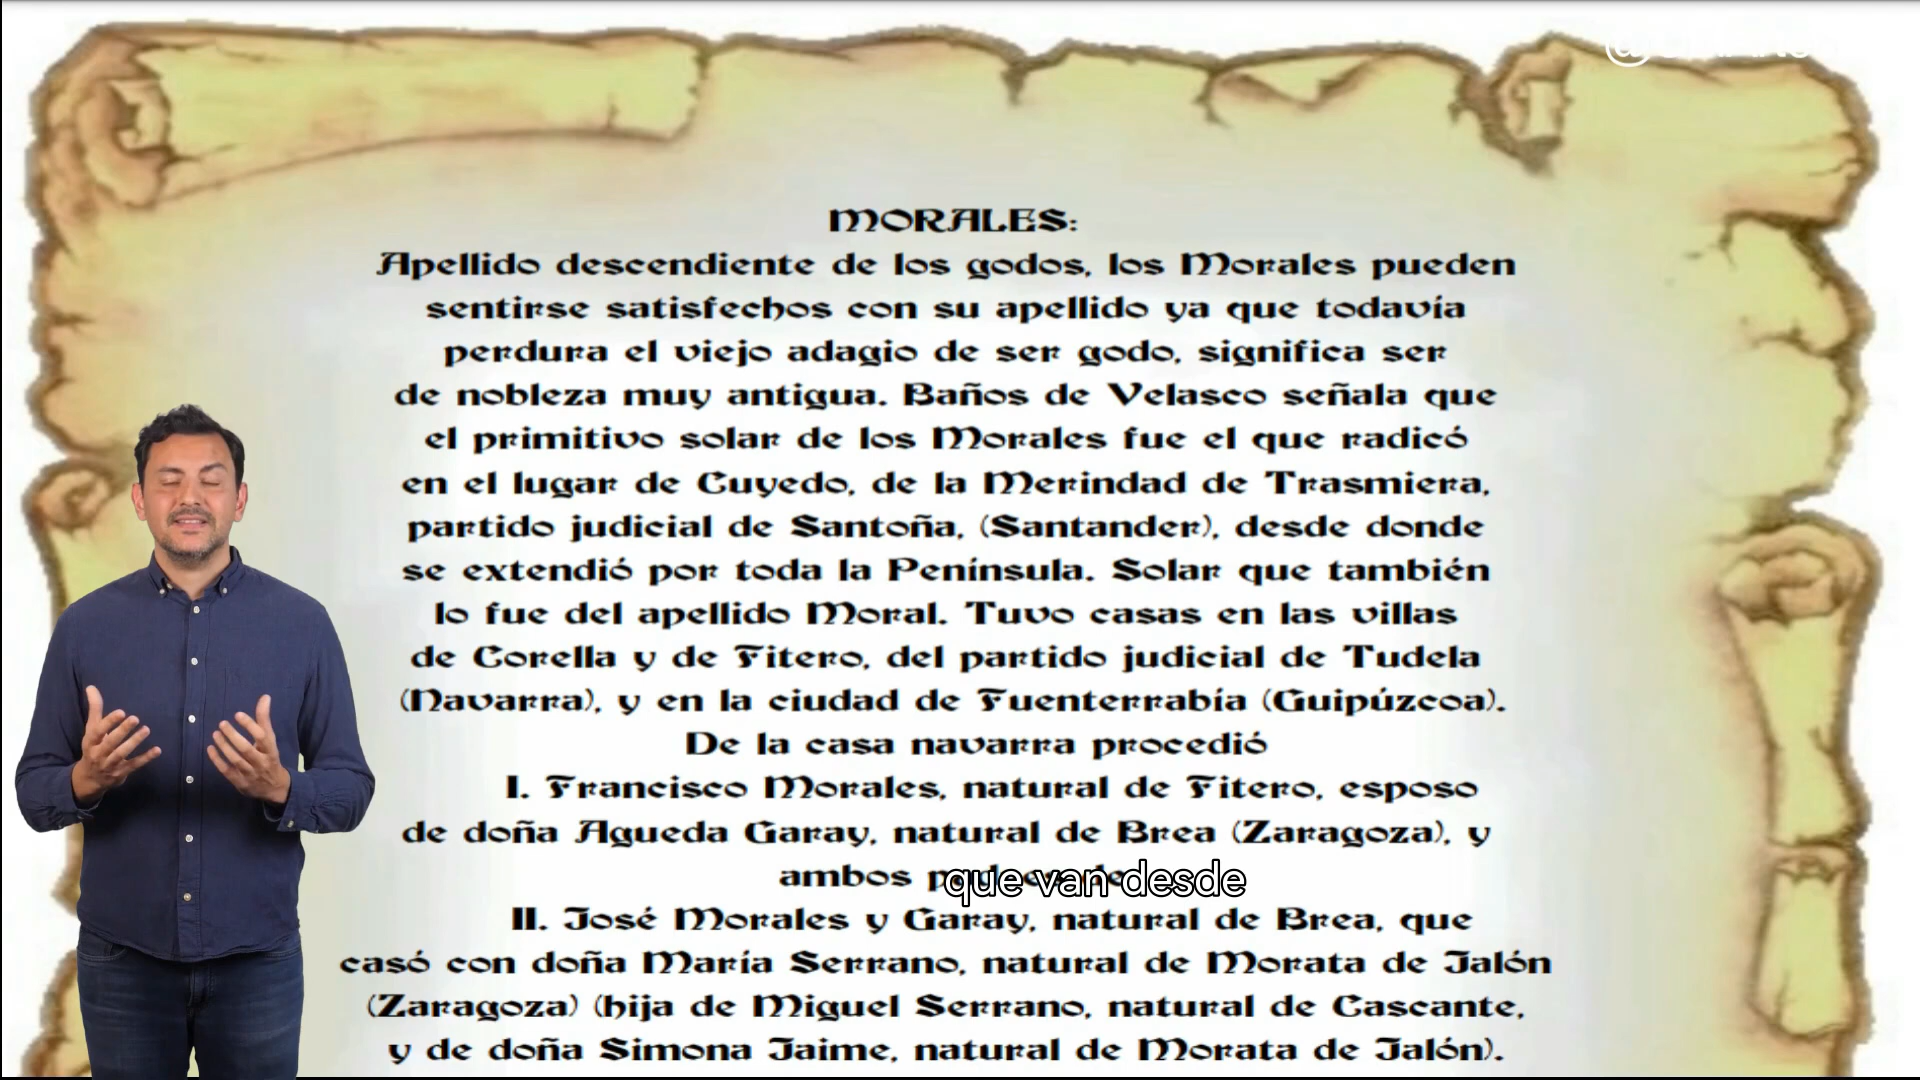 MORALES:
Apellido descendiente de los godos, los Morales pueden
sentirse satisfechos con su apellido ya que todavía
perdura el viejo adagio de ser godo, significa ser
de nobleza muy antigua. Baños de Velasco señala que
el primitivo solar de los Morales fue el que radicó
en el lugar de Cuyedo, de la Merindad de Trasmiera,
partido judicial de Santoña, (Santander), desde donde
se extendió por toda la Península. Solar que también
lo fue del apellido Moral. Tuvo casas en las villas
de Corella y de Fitero, del partido judicial de Tudela
(Navarra), y en la ciudad de Fuenterrabía (Guipúzcoa).
De la casa navarra procedió
I. Francisco Morales, natural de Fitero, esposo
de doña Agueda Garay, natural de Brea (Zaragoza), y
ambos
que van desde
II. José Morales y Garay, natural de Brea, que
casó con doña María Serrano, natural de Morata de Jalón
(Zaragoza) (hija de Miguel Serrano, natural de Cascante,
y de doña Simona Jaime, natural de Morata de Jalón).